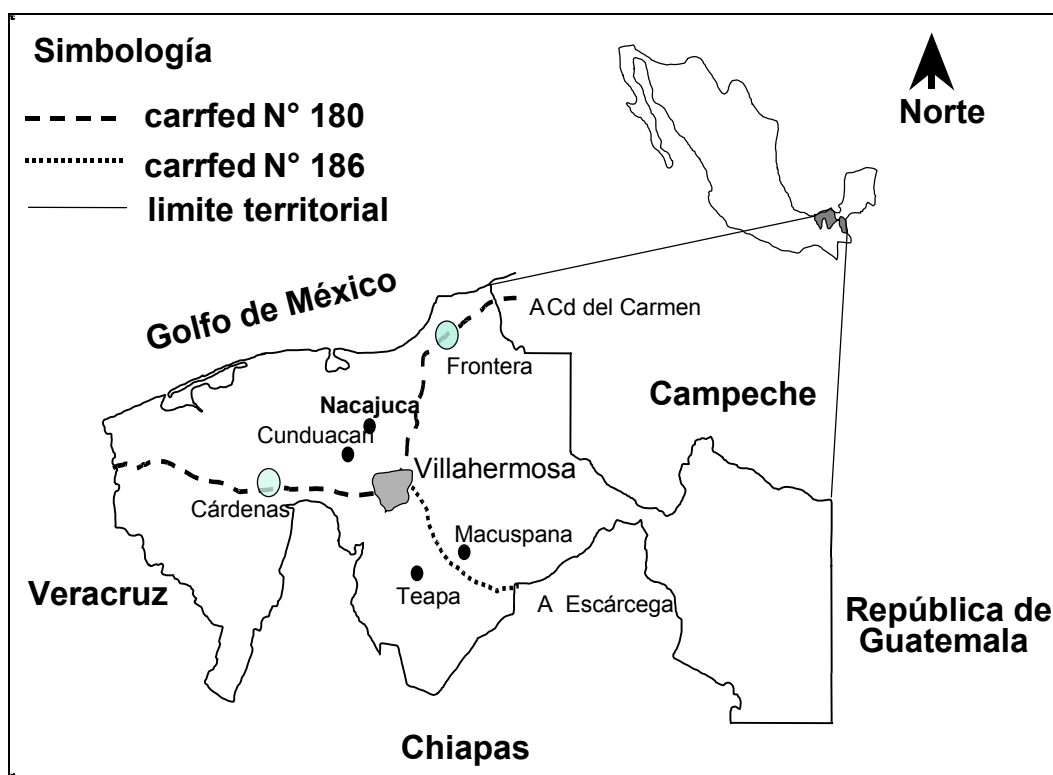 Simbología
carrfed N° 180
carrfed N° 186
limite territorial
Norte
Golfo de México
A Cd del Carmen
Frontera
Campeche
Nacajuca
Cunduacan
Villahermosa
Cárdenas
Macuspana
Veracruz
Teapa
A Escárcega
República de
Guatemala
Chiapas